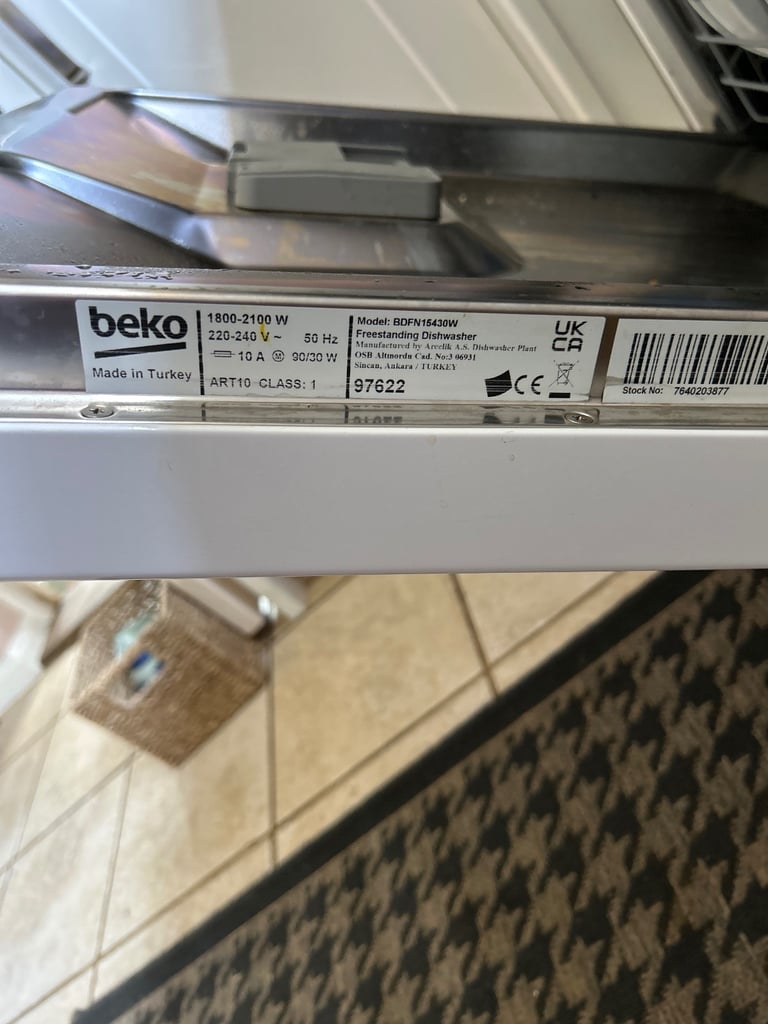 beko
Made in Turkey
1800-2100 W
220-240 V ~ 50 Hz
10 A M 90/30 W
ART10 CLASS: 1
Model: BDFN15430W
Freestanding Dishwasher
Manufactured by Arcelik A.S. Dishwasher Plant
OSB Altınordu Cad. No:3 06931
Sincan, Ankara / TURKEY
97622
UK
CA
CE
Stock No: 7640203877